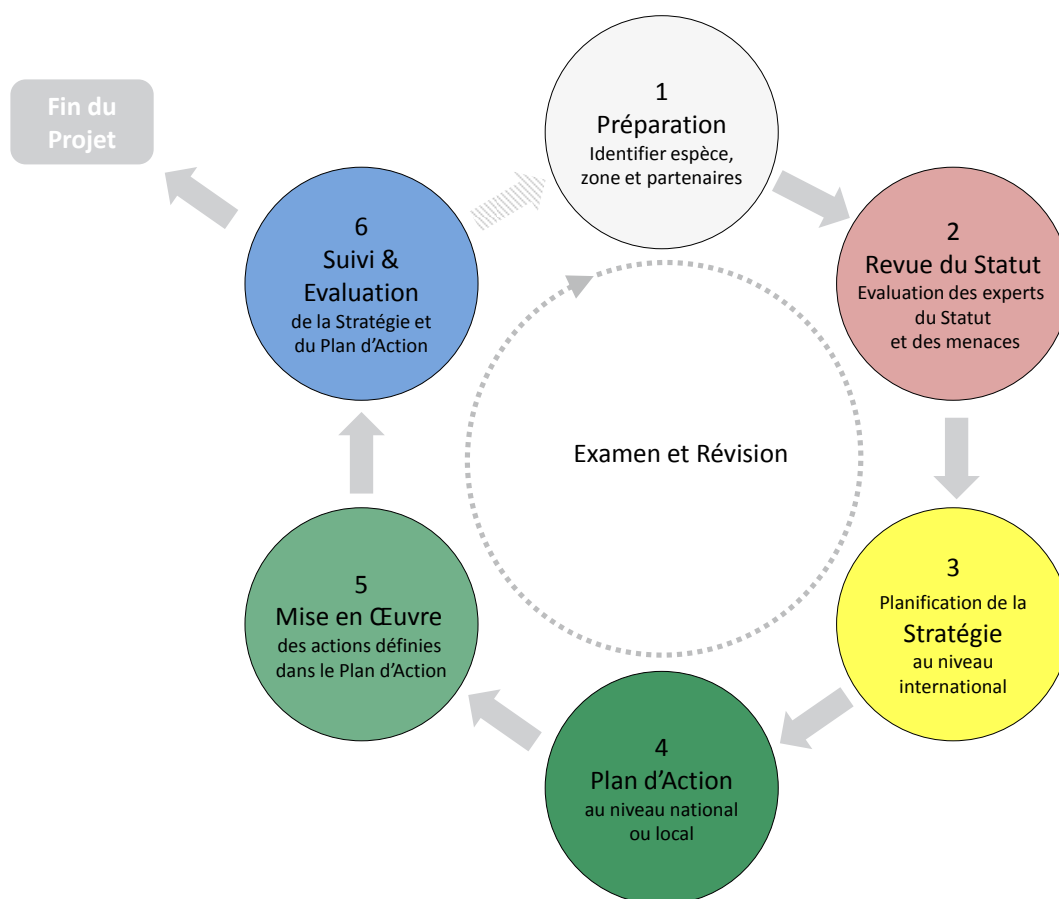 Fin du
Projet
1
Préparation
Identifier espèce,
zone et partenaires
2
Revue du Statut
Evaluation des experts
du Statut
et des menaces
3
Planification de la
Stratégie
au niveau
international
4
Plan d’Action
au niveau national
ou local
5
Mise en Œuvre
des actions définies
dans le Plan d’Action
6
Suivi &
Evaluation
de la Stratégie et
du Plan d’Action
Examen et Révision